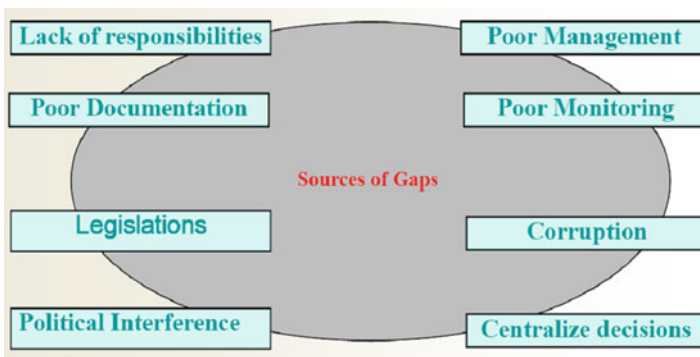 Lack of responsibilities
Poor Management
Poor Documentation
Poor Monitoring
Sources of Gaps
Legislations
Corruption
Political Interference
Centralize decisions